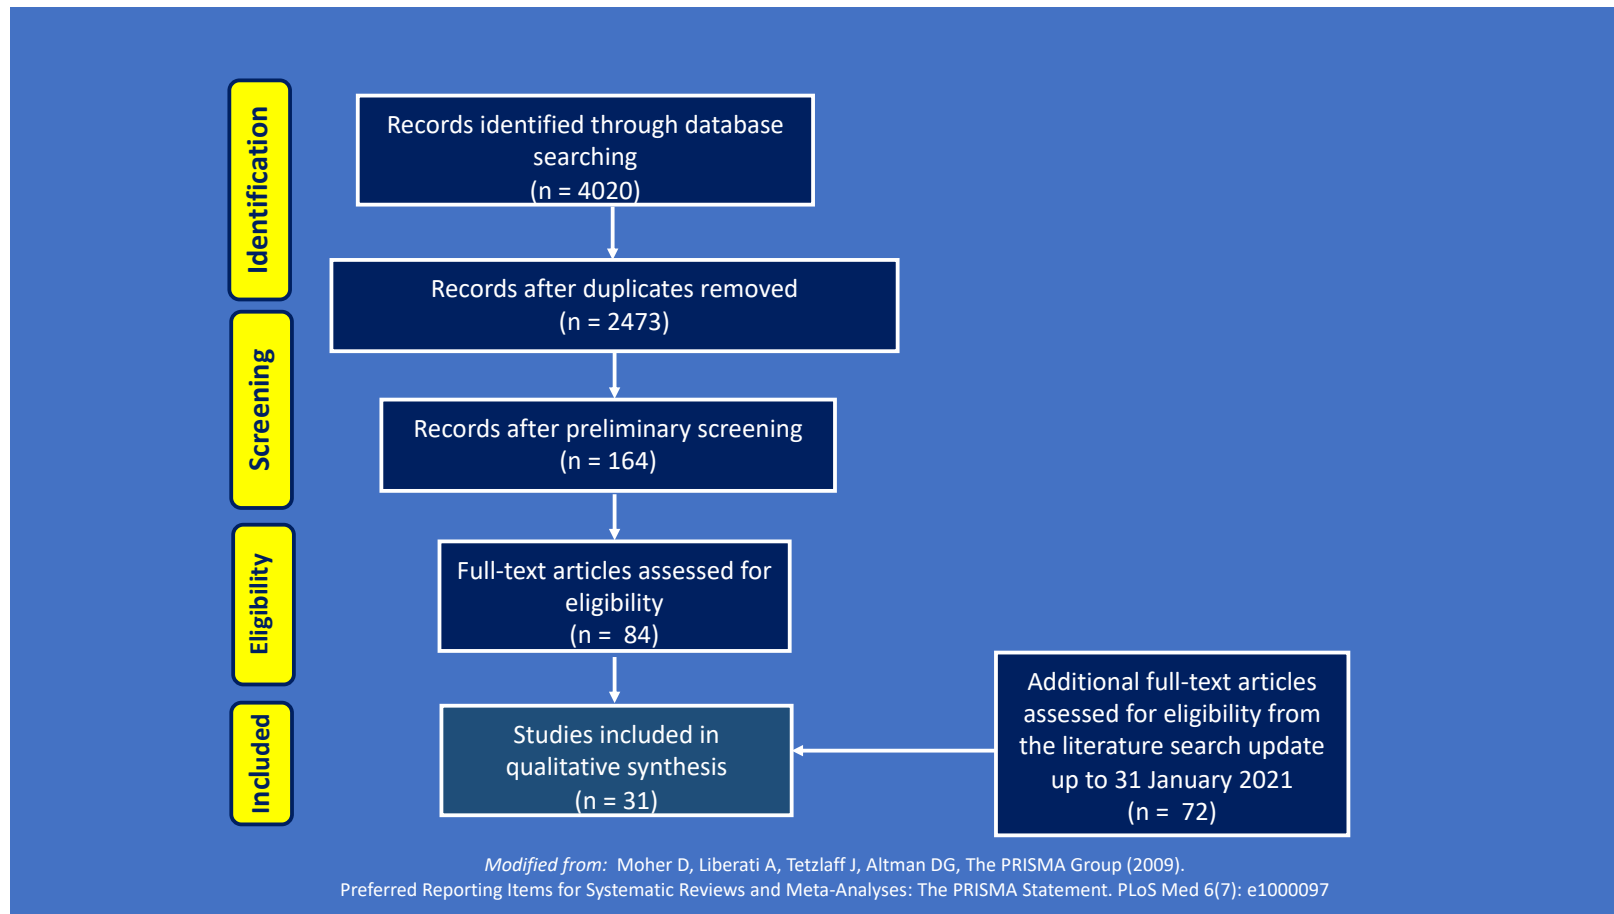 Identification
Records identified through database
searching
(n = 4020)
Records after duplicates removed
(n = 2473)
Screening
Records after preliminary screening
(n = 164)
Eligibility
Full-text articles assessed for
eligibility
(n =  84)
Included
Studies included in
qualitative synthesis
(n = 31)
Additional full-text articles
assessed for eligibility from
the literature search update
up to 31 January 2021
(n =  72)
Modified from:  Moher D, Liberati A, Tetzlaff J, Altman DG, The PRISMA Group (2009).
Preferred Reporting Items for Systematic Reviews and Meta-Analyses: The PRISMA Statement. PLoS Med 6(7): e1000097